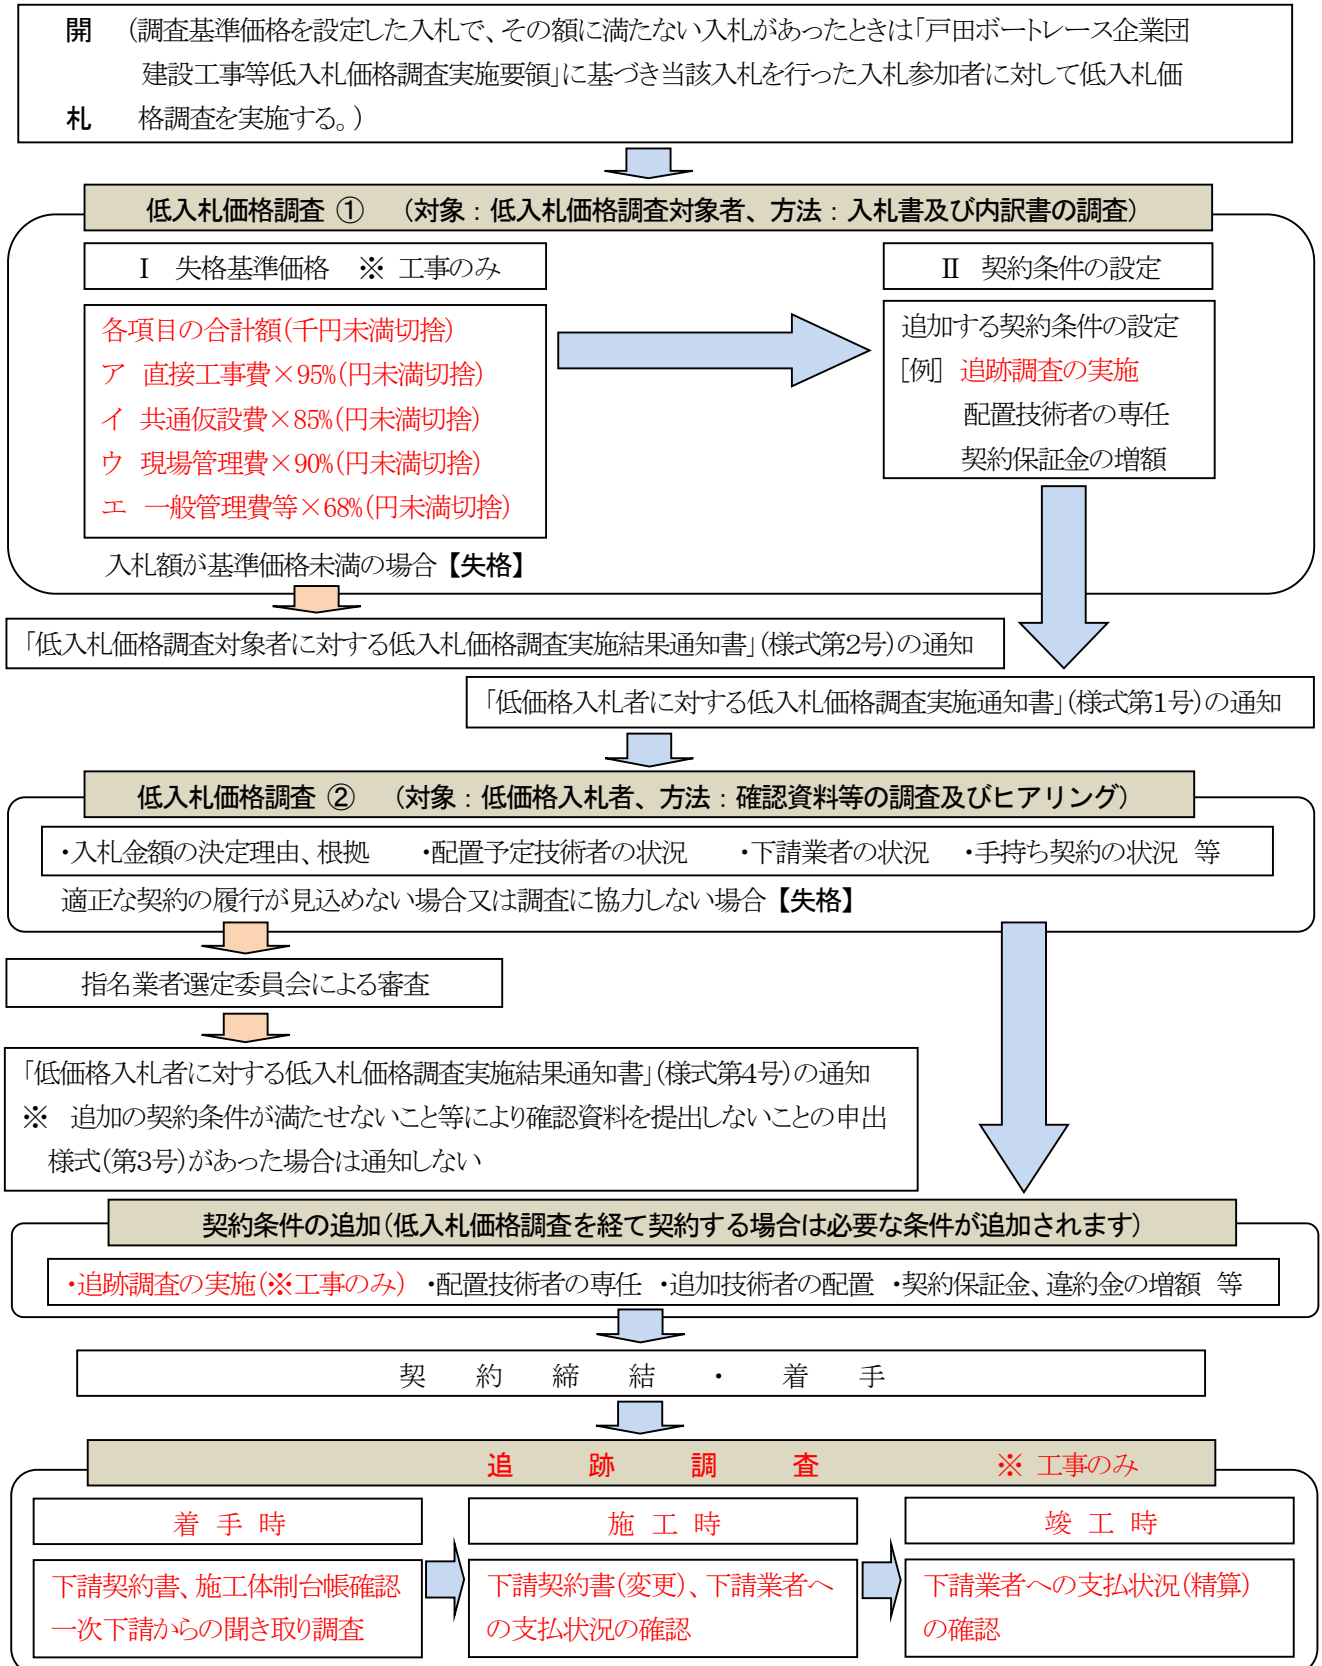 開 （調査基準価格を設定した入札で、その額に満たない入札があったときは「戸田ボートレース企業団
建設工事等低入札価格調査実施要領」に基づき当該入札を行った入札参加者に対して低入札価
札 格調査を実施する。）
低入札価格調査 ① （対象：低入札価格調査対象者、方法：入札書及び内訳書の調査）
Ⅰ 失格基準価格 ※ 工事のみ
各項目の合計額(千円未満切捨)
ア 直接工事費×95%(円未満切捨)
イ 共通仮設費×85%(円未満切捨)
ウ 現場管理費×90%(円未満切捨)
エ 一般管理費等×68%(円未満切捨)
入札額が基準価格未満の場合【失格】
Ⅱ 契約条件の設定
追加する契約条件の設定
[例] 追跡調査の実施
配置技術者の専任
契約保証金の増額
「低入札価格調査対象者に対する低入札価格調査実施結果通知書」(様式第2号)の通知
「低価格入札者に対する低入札価格調査実施通知書」(様式第1号)の通知
低入札価格調査 ② （対象：低価格入札者、方法：確認資料等の調査及びヒアリング）
・入札金額の決定理由、根拠 ・配置予定技術者の状況 ・下請業者の状況 ・手持ち契約の状況 等
適正な契約の履行が見込めない場合又は調査に協力しない場合【失格】
指名業者選定委員会による審査
「低価格入札者に対する低入札価格調査実施結果通知書」(様式第4号)の通知
※ 追加の契約条件が満たせないこと等により確認資料を提出しないことの申出
様式(第3号)があった場合は通知しない
契約条件の追加(低入札価格調査を経て契約する場合は必要な条件が追加されます)
・追跡調査の実施(※工事のみ) ・配置技術者の専任 ・追加技術者の配置 ・契約保証金、違約金の増額 等
契 約 締 結 ・ 着 手
追 跡 調 査 ※ 工事のみ
着 手 時
下請契約書、施工体制台帳確認
一次下請からの聞き取り調査
施 工 時
下請契約書(変更)、下請業者へ
の支払状況の確認
竣 工 時
下請業者への支払状況(精算)
の確認